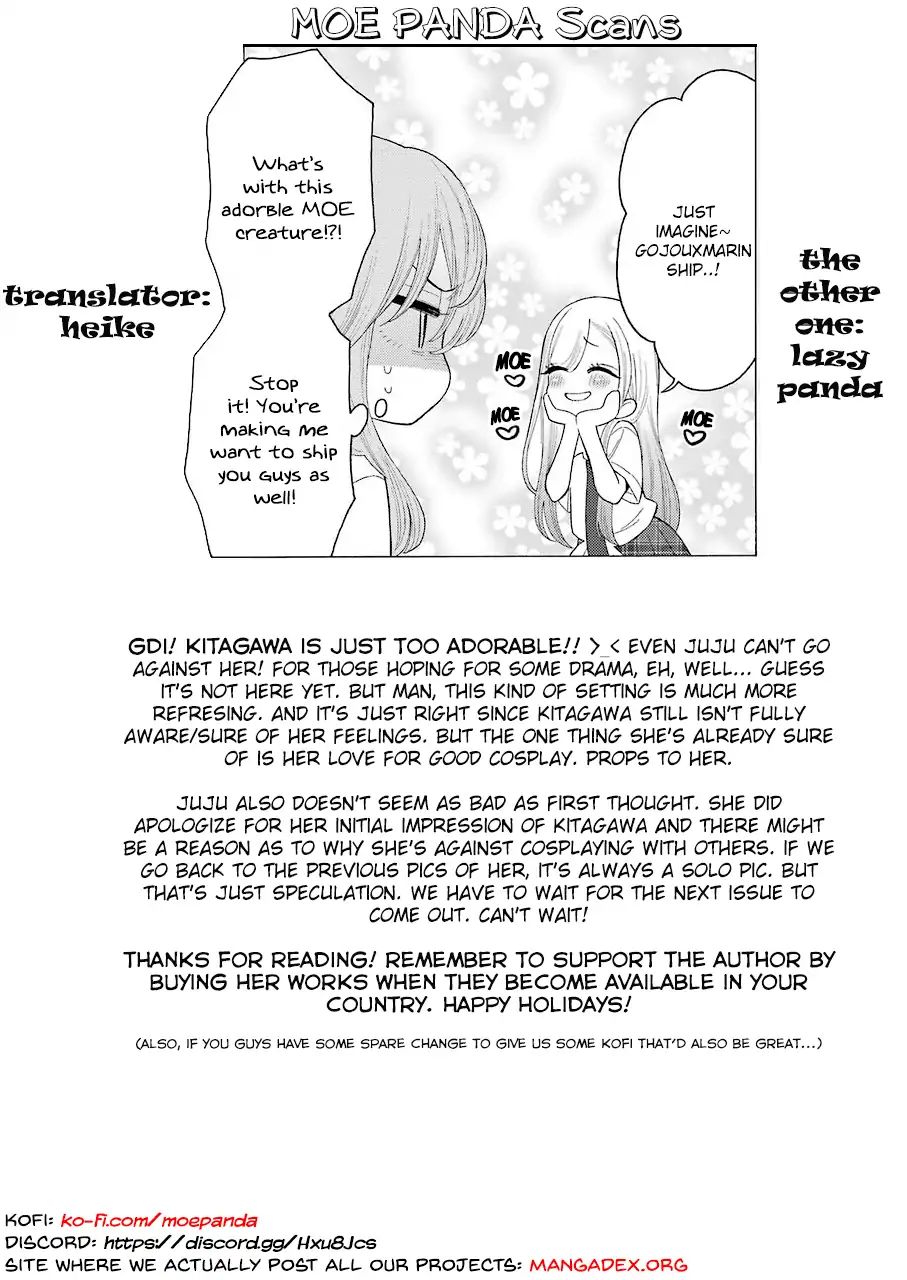 MOE PANDA Scans
What's
with this
adorble MOE
creature!?!
JUST
IMAGINE~
GOJOUXMARIN
SHIP..!
translator:
heike
the
other
one:
lazy
panda
MOE
MOE
MOE
Stop
it! You're
making me
want to ship
you guys as
well!
GDI! KITAGAWA IS JUST TOO ADORABLE!! >_< EVEN JUJU CAN'T GO
AGAINST HER! FOR THOSE HOPING FOR SOME DRAMA, EH, WELL... GUESS
IT'S NOT HERE YET. BUT MAN, THIS KIND OF SETTING IS MUCH MORE
REFRESING. AND IT'S JUST RIGHT SINCE KITAGAWA STILL ISN'T FULLY
AWARE/SURE OF HER FEELINGS. BUT THE ONE THING SHE'S ALREADY SURE
OF IS HER LOVE FOR GOOD COSPLAY. PROPS TO HER.
JUJU ALSO DOESN'T SEEM AS BAD AS FIRST THOUGHT. SHE DID
APOLOGIZE FOR HER INITIAL IMPRESSION OF KITAGAWA AND THERE MIGHT
BE A REASON AS TO WHY SHE'S AGAINST COSPLAYING WITH OTHERS. IF WE
GO BACK TO THE PREVIOUS PICS OF HER, IT'S ALWAYS A SOLO PIC. BUT
THAT'S JUST SPECULATION. WE HAVE TO WAIT FOR THE NEXT ISSUE TO
COME OUT. CAN'T WAIT!
THANKS FOR READING! REMEMBER TO SUPPORT THE AUTHOR BY
BUYING HER WORKS WHEN THEY BECOME AVAILABLE IN YOUR
COUNTRY. HAPPY HOLIDAYS!
(ALSO, IF YOU GUYS HAVE SOME SPARE CHANGE TO GIVE US SOME KOFI THAT'D ALSO BE GREAT...)
KOFI: ko-fi.com/moepanda
DISCORD: https://discord.gg/Hxu8Jcs
SITE WHERE WE ACTUALLY POST ALL OUR PROJECTS: MANGADEX.ORG